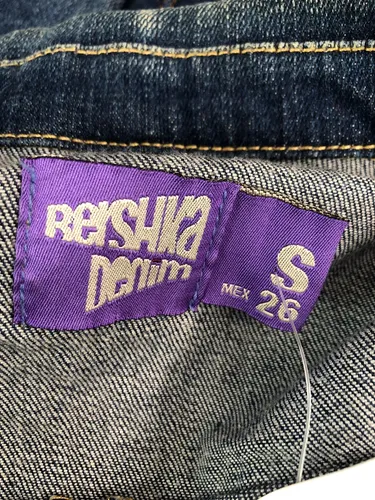 Bershka
Denim
S
MEX 26